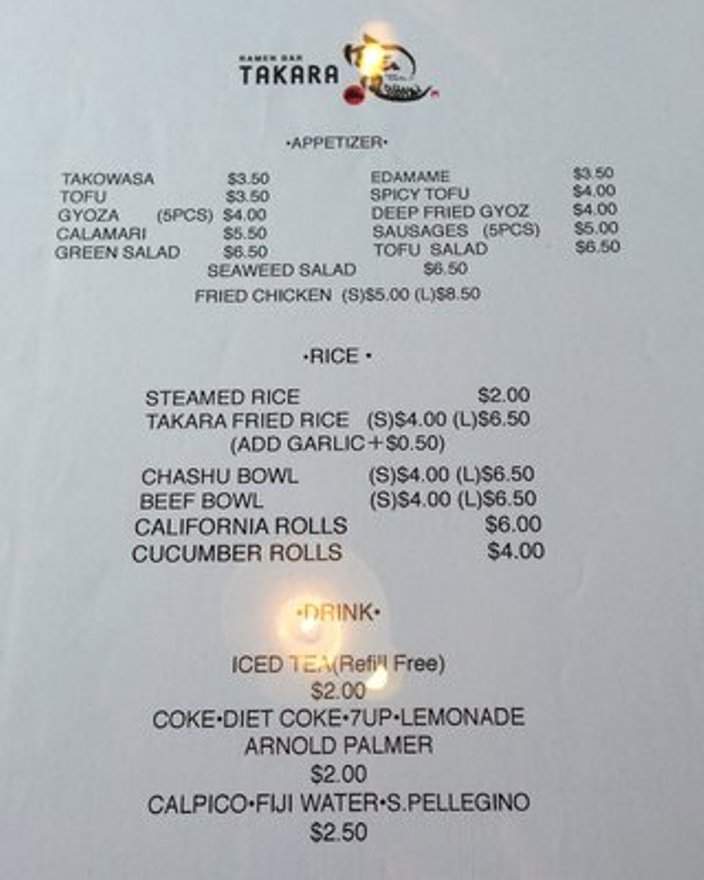 RAMEN BAR
TAKARA
•APPETIZER•
TAKOWASA $3.50 EDAMAME $3.50
TOFU $3.50 SPICY TOFU $4.00
GYOZA (5PCS) $4.00 DEEP FRIED GYOZ $4.00
CALAMARI $5.50 SAUSAGES (5PCS) $5.00
GREEN SALAD $6.50 TOFU SALAD $6.50
SEAWEED SALAD $6.50
FRIED CHICKEN (S)$5.00 (L)$8.50
•RICE •
STEAMED RICE $2.00
TAKARA FRIED RICE (S)$4.00 (L)$6.50
(ADD GARLIC+$0.50)
CHASHU BOWL (S)$4.00 (L)$6.50
BEEF BOWL (S)$4.00 (L)$6.50
CALIFORNIA ROLLS $6.00
CUCUMBER ROLLS $4.00
•DRINK•
ICED TEA(Refill Free)
$2.00
COKE•DIET COKE•7UP•LEMONADE
ARNOLD PALMER
$2.00
CALPICO•FIJI WATER•S.PELLEGINO
$2.50